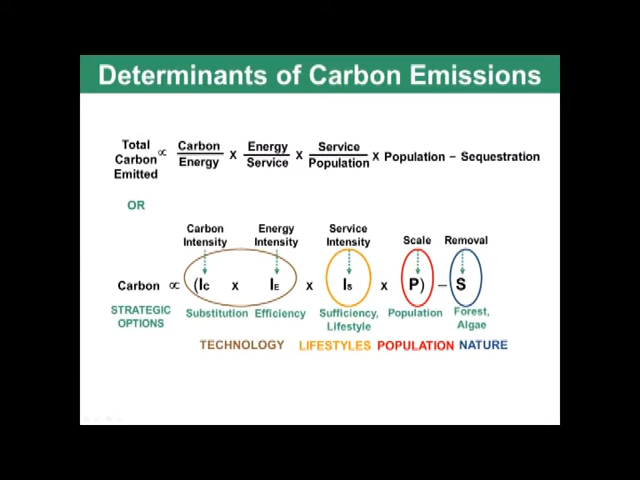 Determinants of Carbon Emissions
Total Carbon Emitted ∝ Carbon/Energy x Energy/Service x Service/Population x Population – Sequestration
OR
Carbon Intensity Energy Intensity Service Intensity Scale Removal
Carbon ∝ (Ic x IE x Is x P) – S
STRATEGIC OPTIONS Substitution Efficiency Sufficiency, Lifestyle Population Forest, Algae
TECHNOLOGY LIFESTYLES POPULATION NATURE